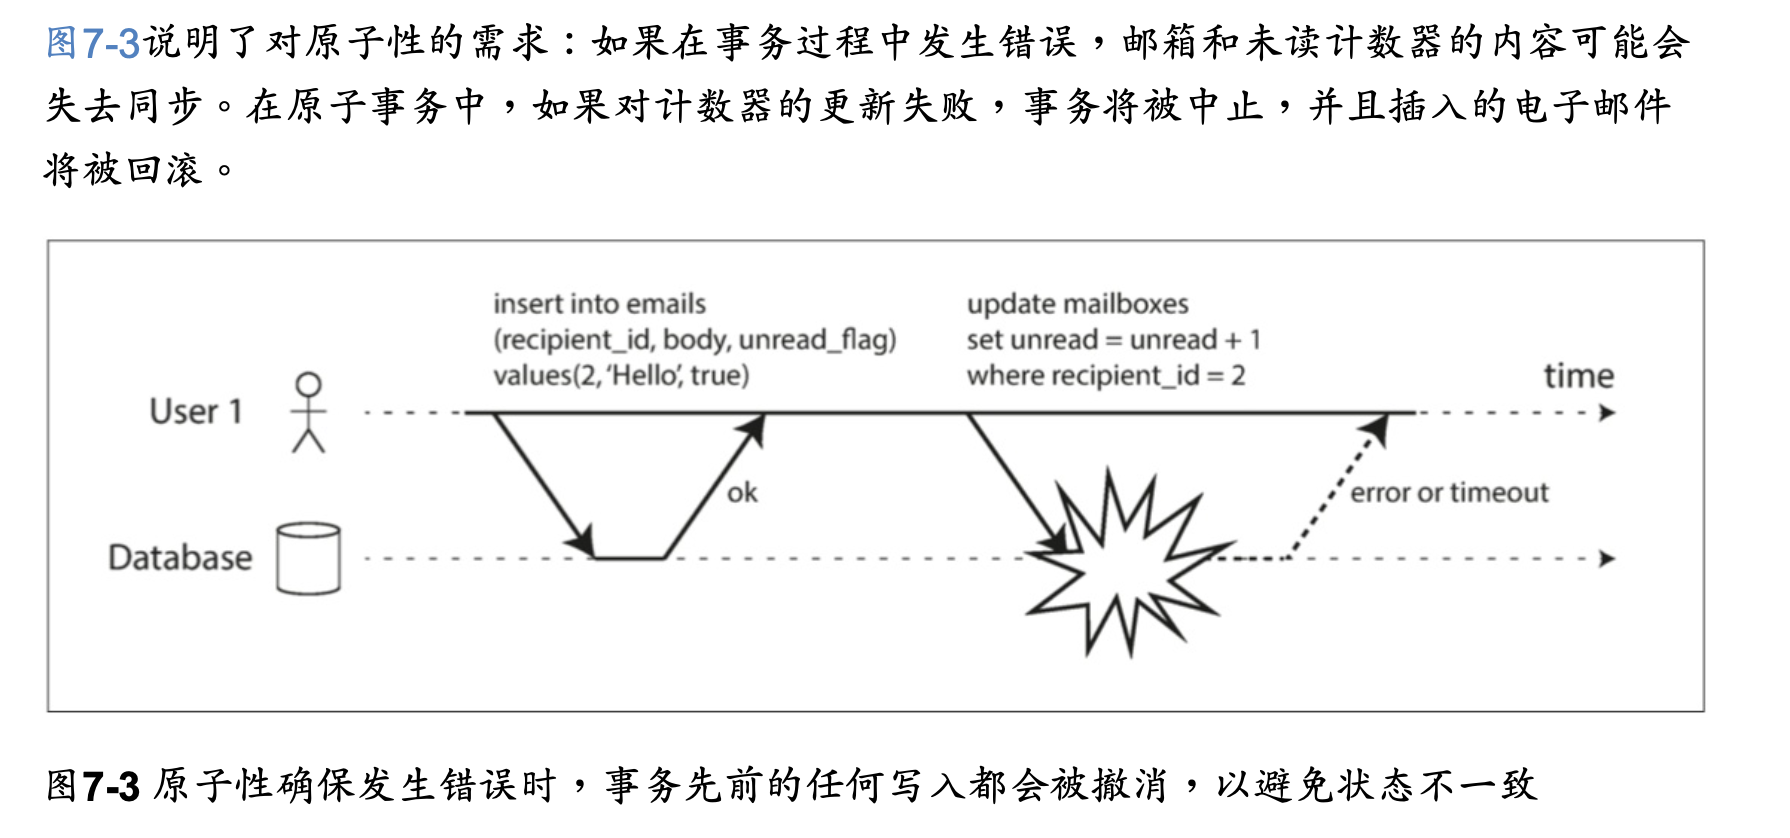 图7-3说明了对原子性的需求：如果在事务过程中发生错误，邮箱和未读计数器的内容可能会
失去同步。在原子事务中，如果对计数器的更新失败，事务将被中止，并且插入的电子邮件
将被回滚。
insert into emails
(recipient_id, body, unread_flag)
values(2, ‘Hello’, true)
update mailboxes
set unread = unread + 1
where recipient_id = 2
time
User 1
ok
error or timeout
Database
图7-3 原子性确保发生错误时，事务先前的任何写入都会被撤消，以避免状态不一致